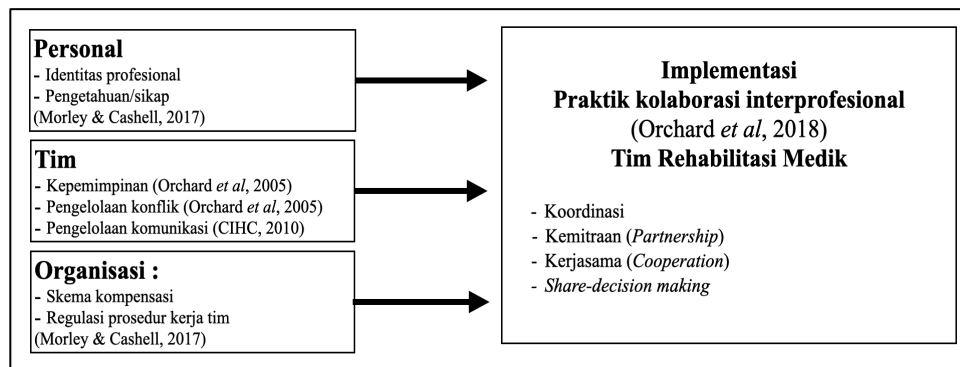 Personal
- Identitas profesional
- Pengetahuan/sikap
(Morley & Cashell, 2017)
Tim
- Kepemimpinan (Orchard et al, 2005)
- Pengelolaan konflik (Orchard et al, 2005)
- Pengelolaan komunikasi (CIHC, 2010)
Organisasi :
- Skema kompensasi
- Regulasi prosedur kerja tim
(Morley & Cashell, 2017)
Implementasi
Praktik kolaborasi interprofesional
(Orchard et al, 2018)
Tim Rehabilitasi Medik
- Koordinasi
- Kemitraan (Partnership)
- Kerjasama (Cooperation)
- Share-decision making